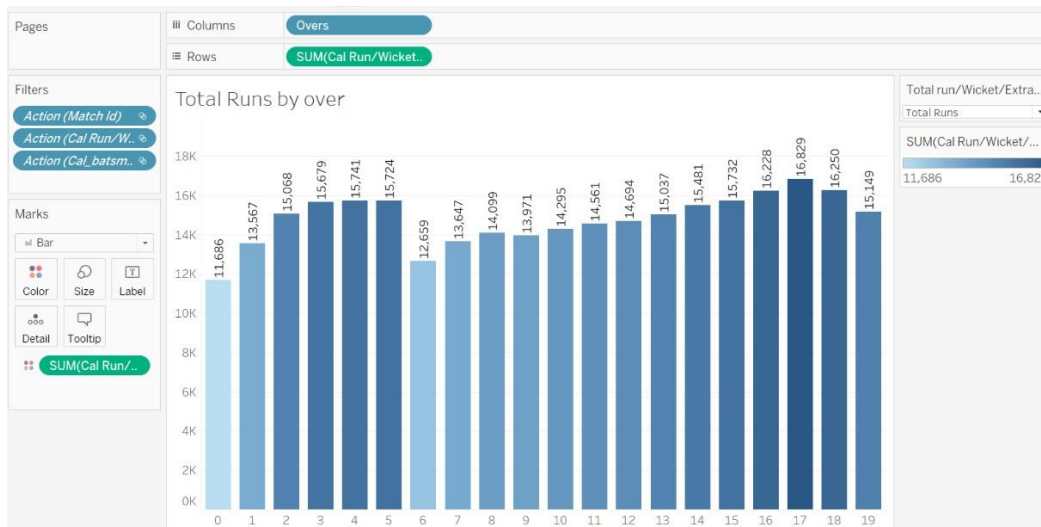 Pages
Columns
Overs
Rows
SUM(Cal Run/Wicket..
Filters
Action (Match Id)
Action (Cal Run/W..
Action (Cal_batsm..
Marks
Bar
Color
Size
Label
Detail
Tooltip
SUM(Cal Run/..
Total Runs by over
18K
16K
14K
12K
10K
8K
6K
4K
2K
0K
11,686
13,567
15,068
15,679
15,741
15,724
12,659
13,647
14,099
13,971
14,295
14,561
14,694
15,037
15,481
15,732
16,228
16,829
16,250
15,149
0 1 2 3 4 5 6 7 8 9 10 11 12 13 14 15 16 17 18 19
Total run/Wicket/Extra..
Total Runs
SUM(Cal Run/Wicket/...
11,686 16,82